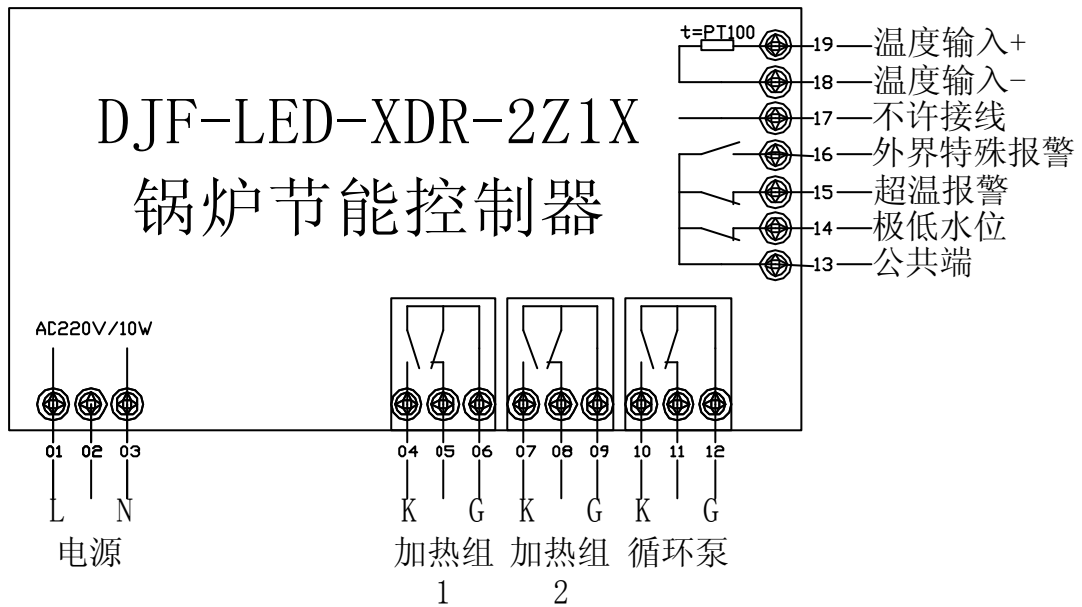 t=PT100
19 温度输入+
18 温度输入-
17 不许接线
16 外界特殊报警
15 超温报警
14 极低水位
13 公共端
DJF-LED-XDR-2Z1X
锅炉节能控制器
AC220V/10W
01 02 03 04 05 06 07 08 09 10 11 12
L N K G K G K G
电源 加热组 加热组 循环泵
1 2